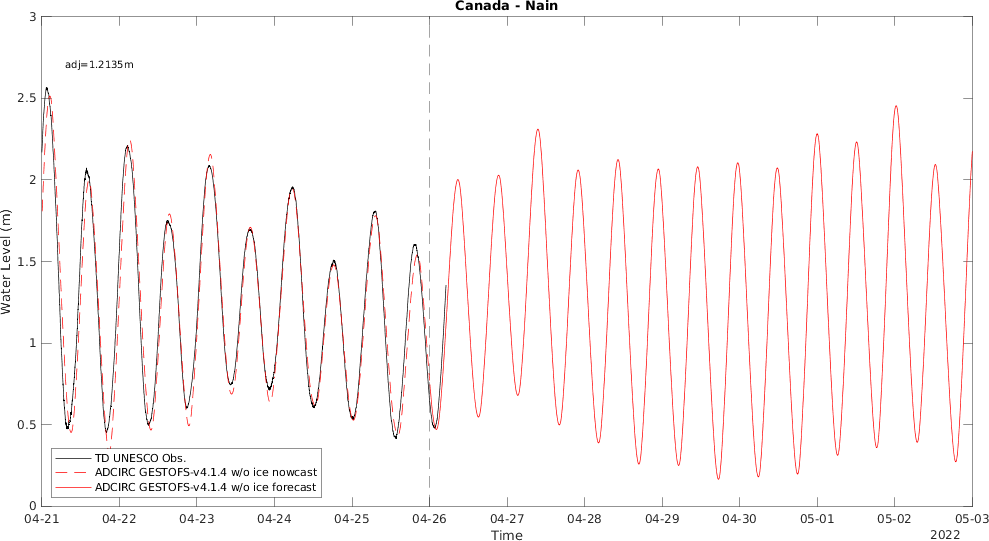 Canada - Nain
3
adj=1.2135m
2.5
2
1.5
Water Level (m)
1
0.5
TD UNESCO Obs.
ADCIRC GESTOFS-v4.1.4 w/o ice nowcast
ADCIRC GESTOFS-v4.1.4 w/o ice forecast
0
04-21 04-22 04-23 04-24 04-25 04-26 04-27 04-28 04-29 04-30 05-01 05-02 05-03
Time
2022